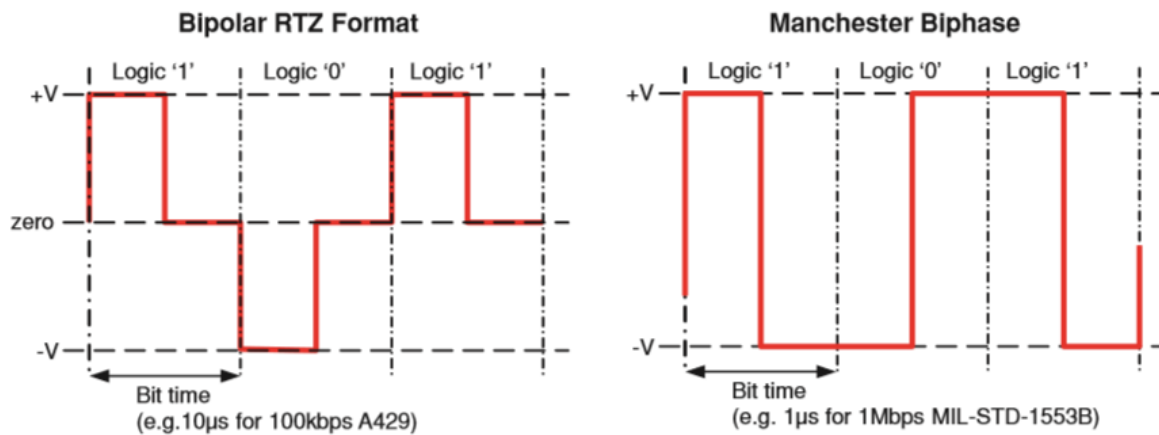 Bipolar RTZ Format
Logic ‘1’ Logic ‘0’ Logic ‘1’
+V
zero
-V
Bit time
(e.g.10µs for 100kbps A429)
Manchester Biphase
Logic ‘1’ Logic ‘0’ Logic ‘1’
+V
-V
Bit time
(e.g. 1µs for 1Mbps MIL-STD-1553B)